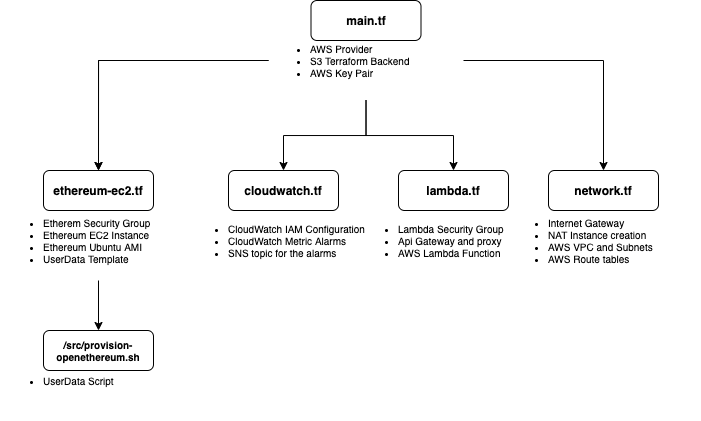 main.tf
• AWS Provider
• S3 Terraform Backend
• AWS Key Pair
ethereum-ec2.tf
• Etherem Security Group
• Ethereum EC2 Instance
• Ethereum Ubuntu AMI
• UserData Template
cloudwatch.tf
• CloudWatch IAM Configuration
• CloudWatch Metric Alarms
• SNS topic for the alarms
lambda.tf
• Lambda Security Group
• Api Gateway and proxy
• AWS Lambda Function
network.tf
• Internet Gateway
• NAT Instance creation
• AWS VPC and Subnets
• AWS Route tables
/src/provision-
openethereum.sh
• UserData Script